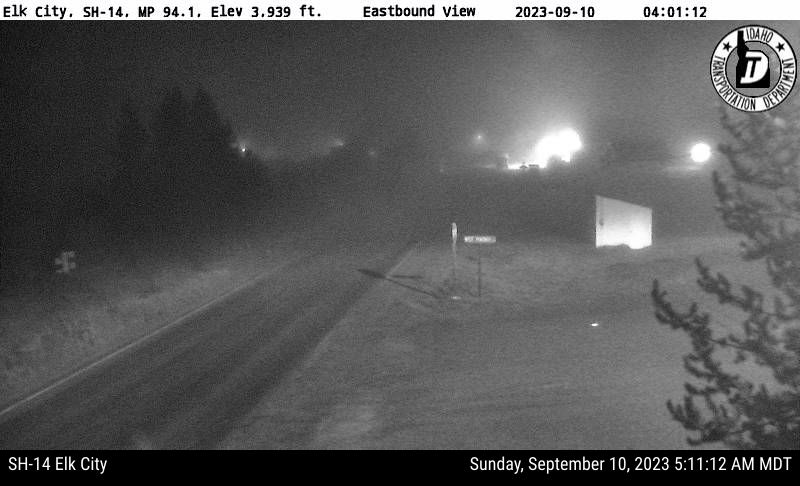 Elk City, SH-14, MP 94.1, Elev 3,939 ft. Eastbound View 2023-09-10 04:01:12
IDAHO
TRANSPORTATION DEPARTMENT
SH-14 Elk City Sunday, September 10, 2023 5:11:12 AM MDT